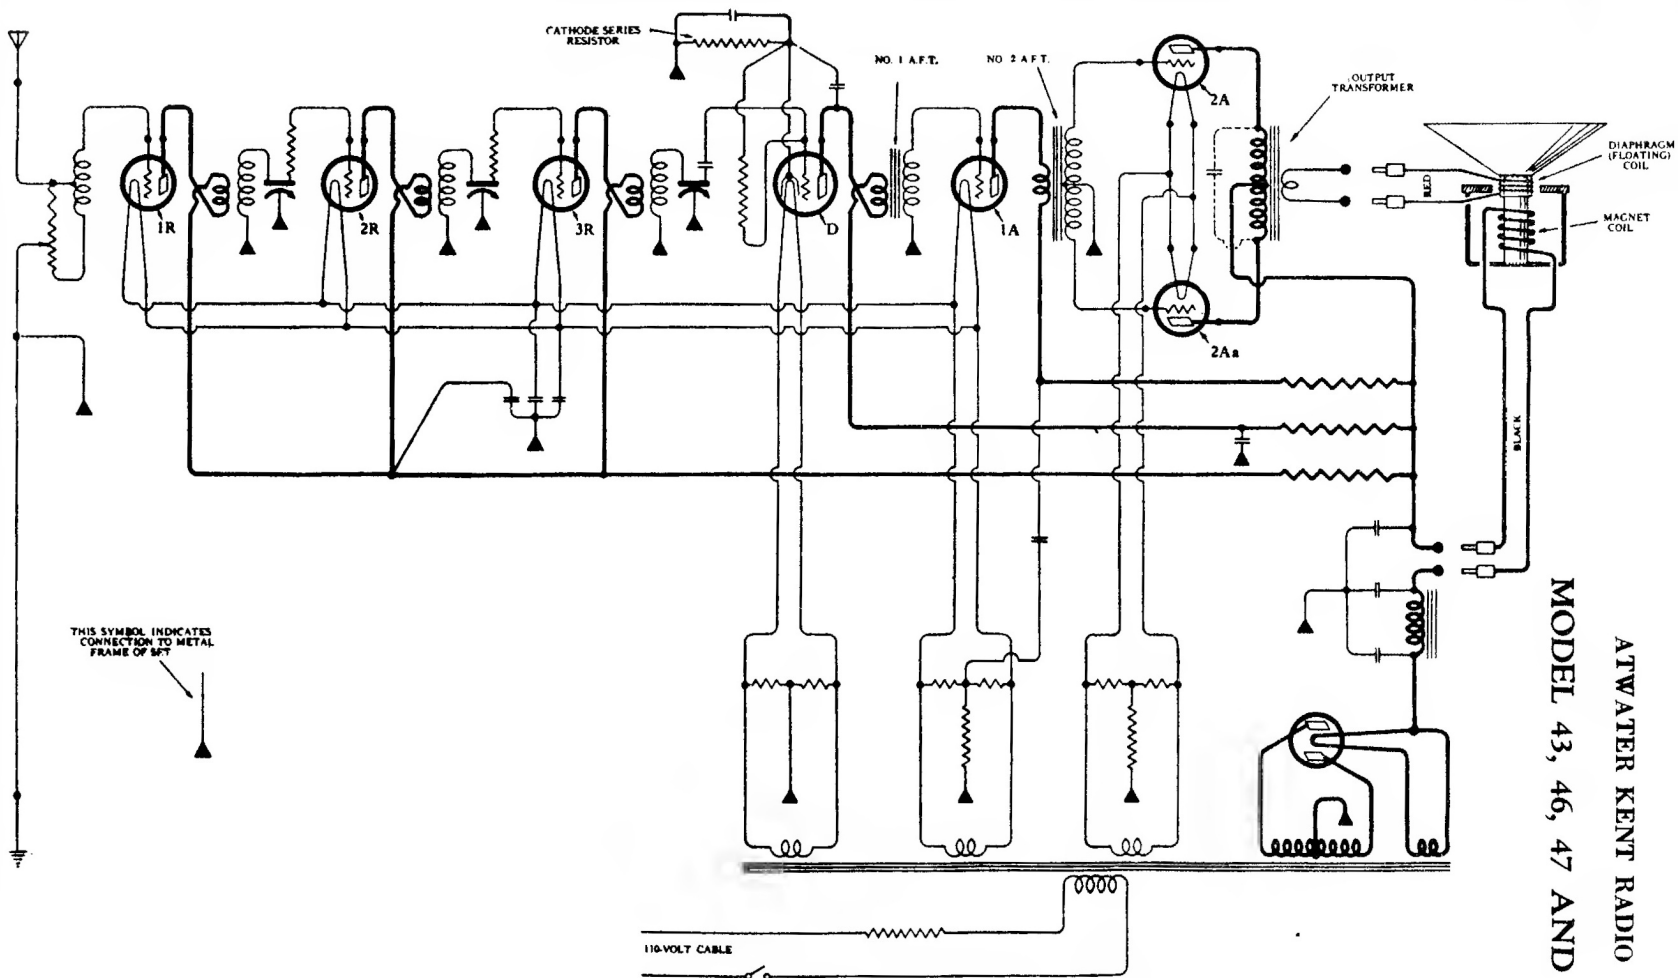 CATHODE SERIES
RESISTOR
NO. 1 A.F.T.
NO. 2 A.F.T.
2A
OUTPUT
TRANSFORMER
DIAPHRAGM
(FLOATING)
COIL
RED
MAGNET
COIL
1R
2R
3R
D
1A
2Aa
BLACK
THIS SYMBOL INDICATES
CONNECTION TO METAL
FRAME OF SET
110-VOLT CABLE
ATWATER KENT RADIO
MODEL 43, 46, 47 AND